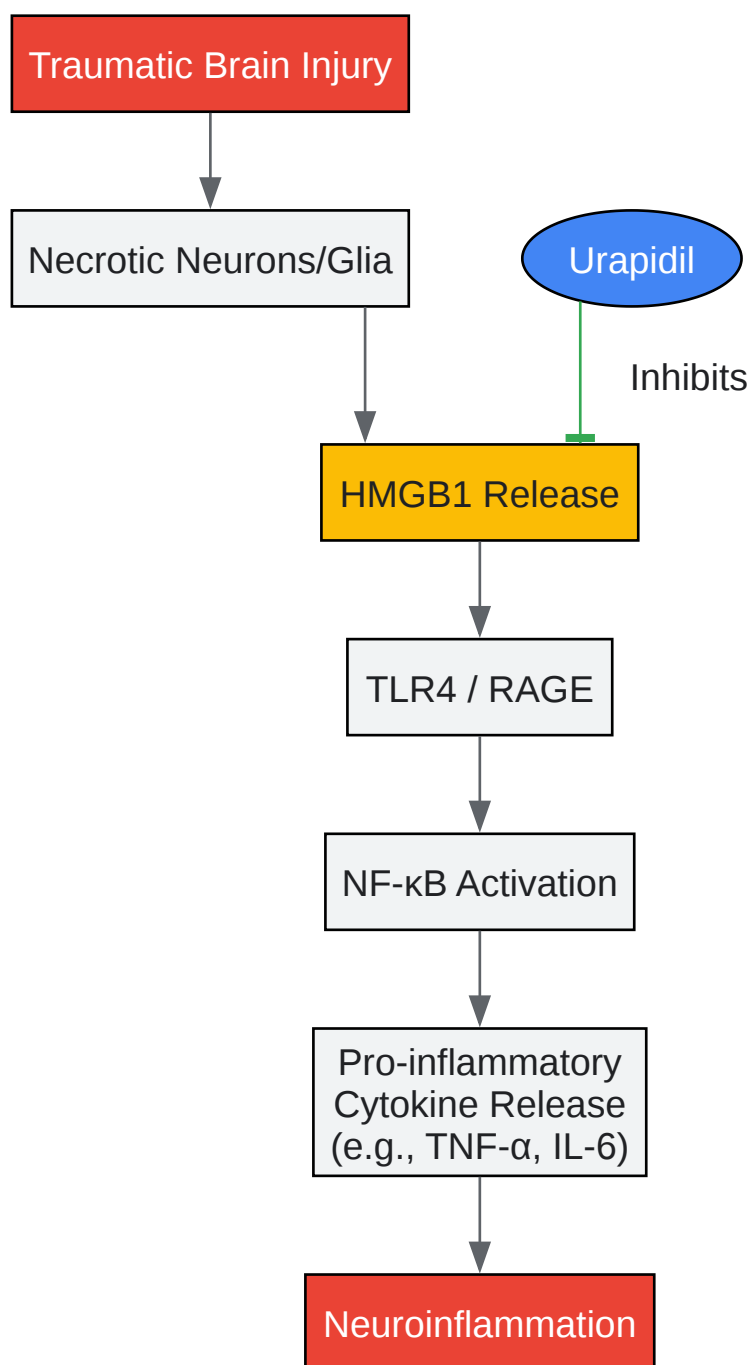 Traumatic Brain Injury
Necrotic Neurons/Glia
Urapidil
Inhibits
HMGB1 Release
TLR4 / RAGE
NF-κB Activation
Pro-inflammatory
Cytokine Release
(e.g., TNF-α, IL-6)
Neuroinflammation